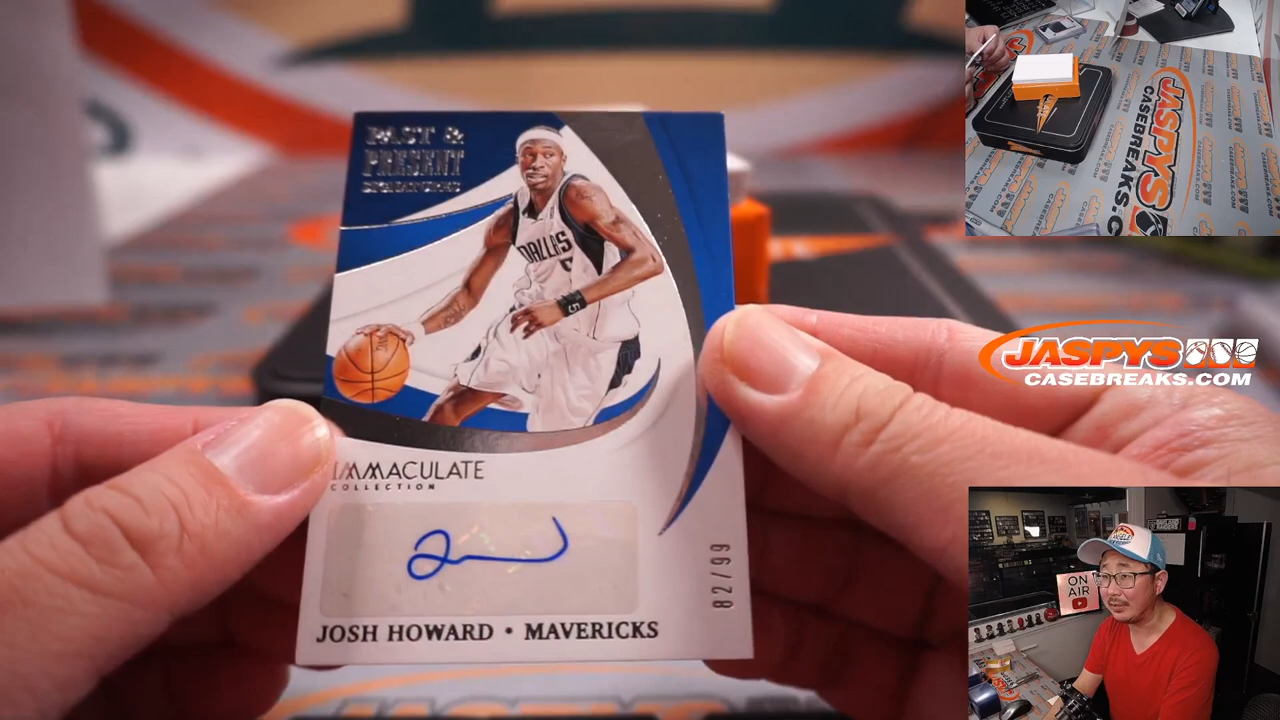 PAST &
PRESENT
SIGNATURES
DALLAS
5
IMMACULATE
COLLECTION
82/99
JOSH HOWARD • MAVERICKS
JASPYS
CASEBREAKS.COM
JASPYS
CASEBREAKS.COM
ON
AIR